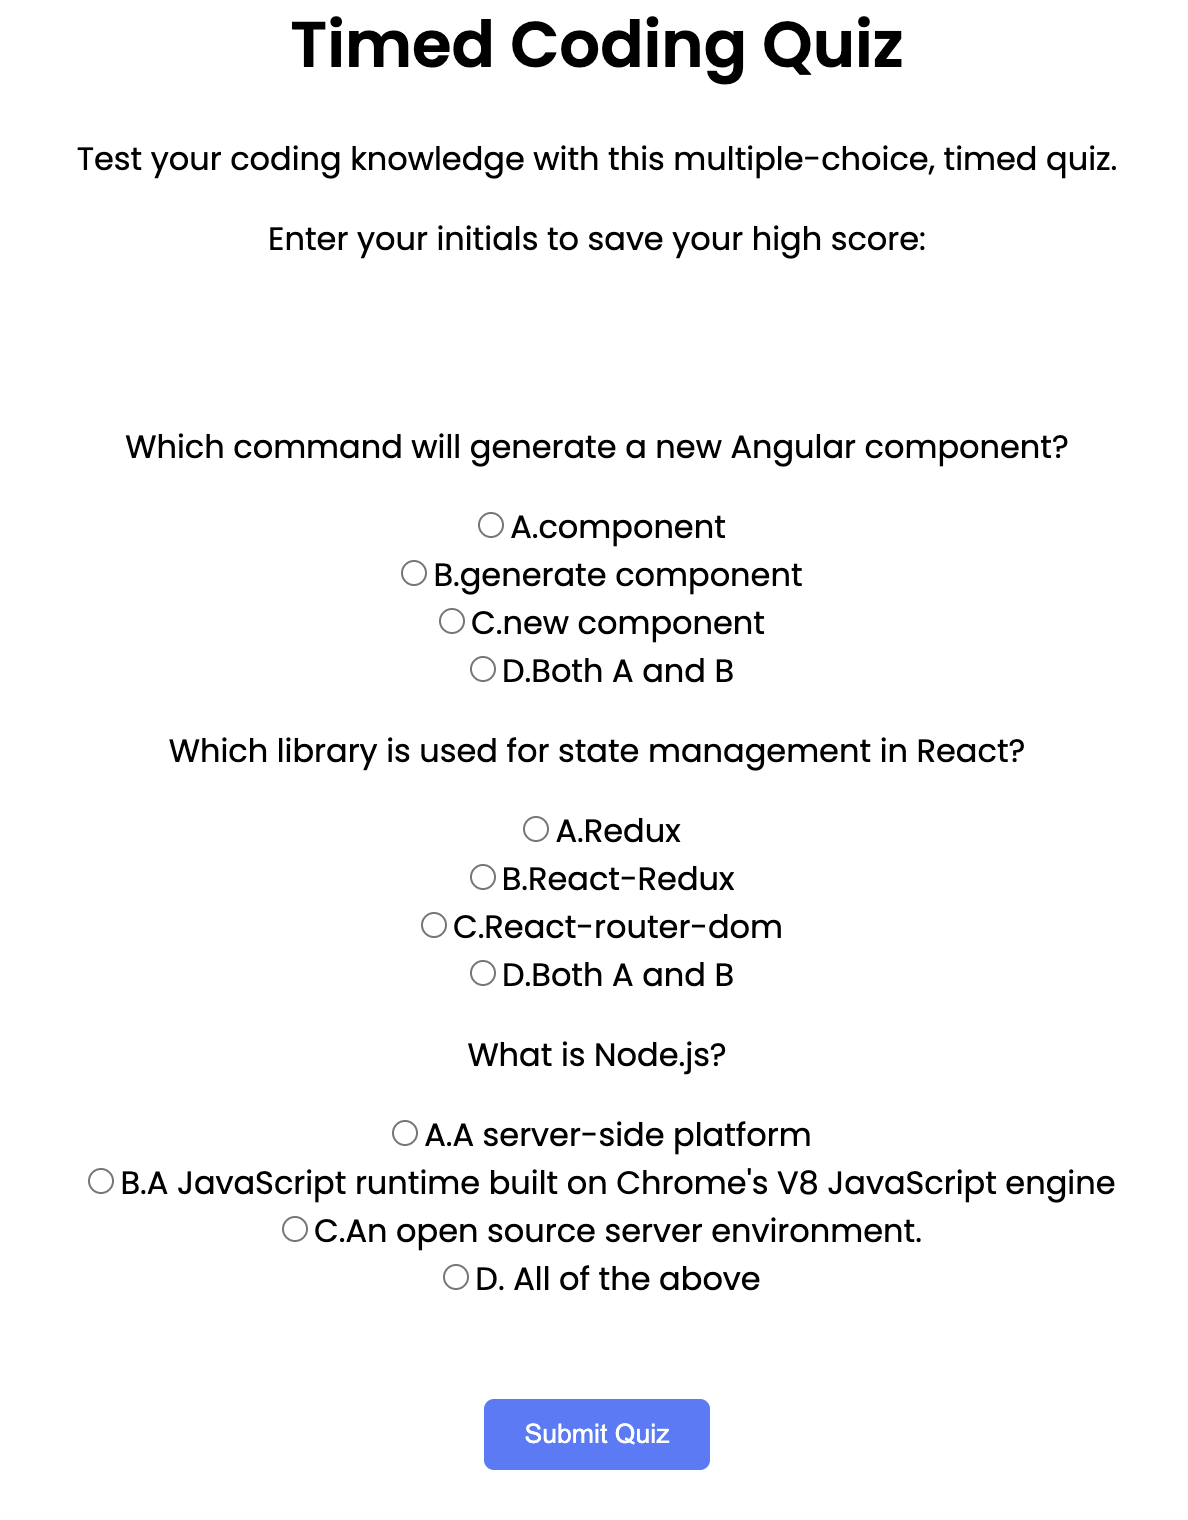 Timed Coding Quiz
Test your coding knowledge with this multiple-choice, timed quiz.
Enter your initials to save your high score:
Which command will generate a new Angular component?
A.component
B.generate component
C.new component
D.Both A and B
Which library is used for state management in React?
A.Redux
B.React-Redux
C.React-router-dom
D.Both A and B
What is Node.js?
A.A server-side platform
B.A JavaScript runtime built on Chrome's V8 JavaScript engine
C.An open source server environment.
D. All of the above
Submit Quiz